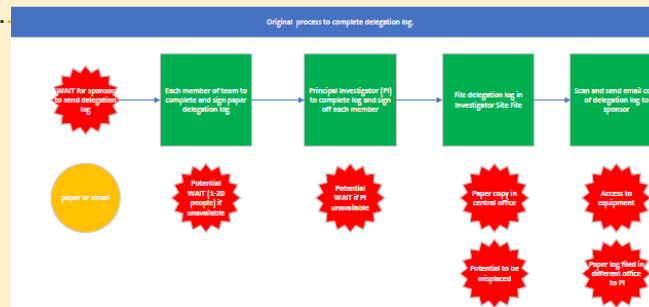 Original process to complete delegation log.
WAIT for sponsor
to send delegation
log
Each member of team to
complete and sign paper
delegation log
Principal Investigator (PI)
to complete log and sign
off each member
File delegation log in
Investigator Site File
Scan and send email
of delegation log to
sponsor
paper or email
Potential
WAIT (1-20
people) if
unavailable
Potential
WAIT if PI
unavailable
Paper copy in
central office
Access to
equipment
Potential to be
misplaced
Paper log filed in
different office
to PI